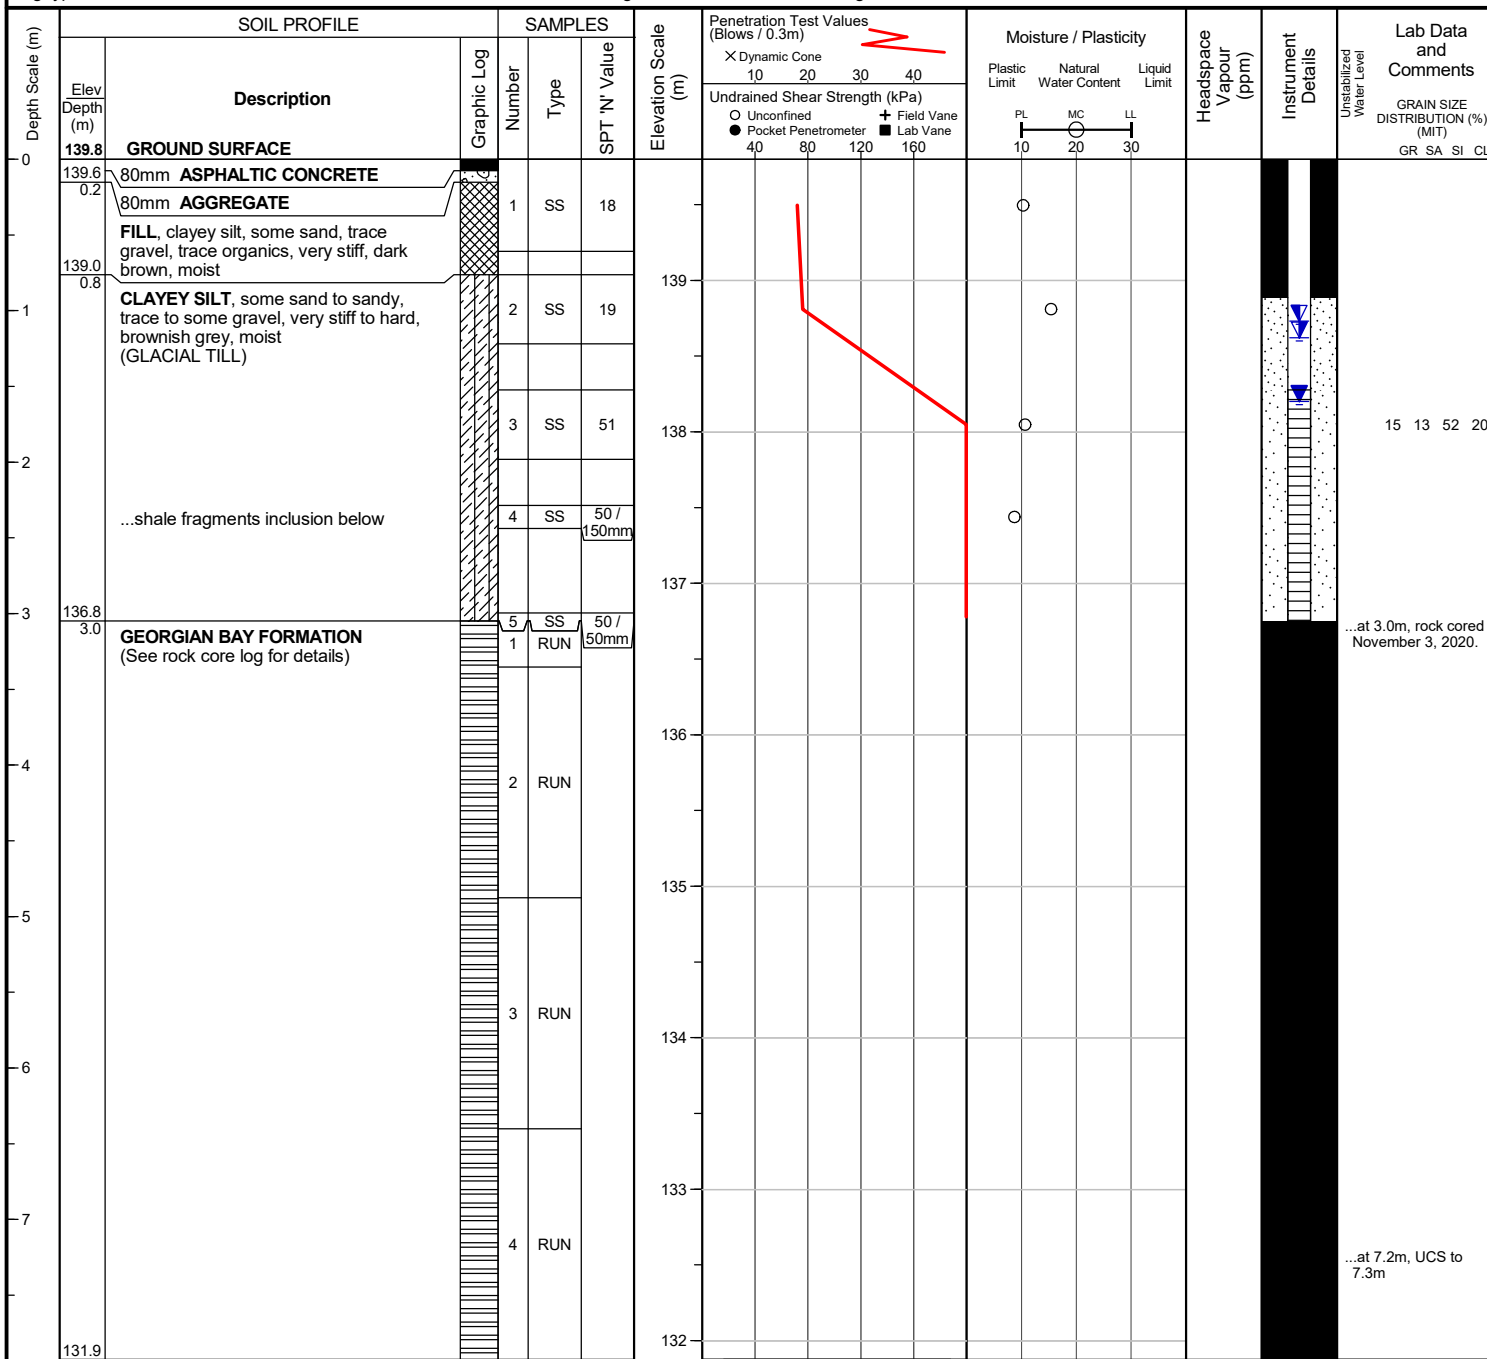 SOIL PROFILE
SAMPLES
Depth Scale (m)
Elev
Depth
(m)
Description
Graphic Log
Number
Type
SPT 'N' Value
Elevation Scale
(m)
Penetration Test Values
(Blows / 0.3m)
X Dynamic Cone
10 20 30 40
Undrained Shear Strength (kPa)
Unconfined
Field Vane
Pocket Penetrometer
Lab Vane
40 80 120 160
Moisture / Plasticity
Plastic
Limit
Natural
Water Content
Liquid
Limit
PL MC LL
10 20 30
Headspace
Vapour
(ppm)
Instrument
Details
Unstabilized
Water Level
Lab Data
and
Comments
GRAIN SIZE
DISTRIBUTION (%)
(MIT)
GR SA SI CL
139.8 GROUND SURFACE
0
139.6
0.2
80mm ASPHALTIC CONCRETE
80mm AGGREGATE
FILL, clayey silt, some sand, trace
gravel, trace organics, very stiff, dark
brown, moist
1 SS 18
139.0
0.8
139
CLAYEY SILT, some sand to sandy,
trace to some gravel, very stiff to hard,
brownish grey, moist
(GLACIAL TILL)
1
2 SS 19
3 SS 51
138
15 13 52 20
2
...shale fragments inclusion below
4 SS 50 /
150mm
137
3
136.8
3.0
5 SS 50 /
50mm
GEORGIAN BAY FORMATION
(See rock core log for details)
1 RUN
...at 3.0m, rock cored
November 3, 2020.
136
4
2 RUN
135
5
3 RUN
134
6
133
7
4 RUN
...at 7.2m, UCS to
7.3m
132
131.9